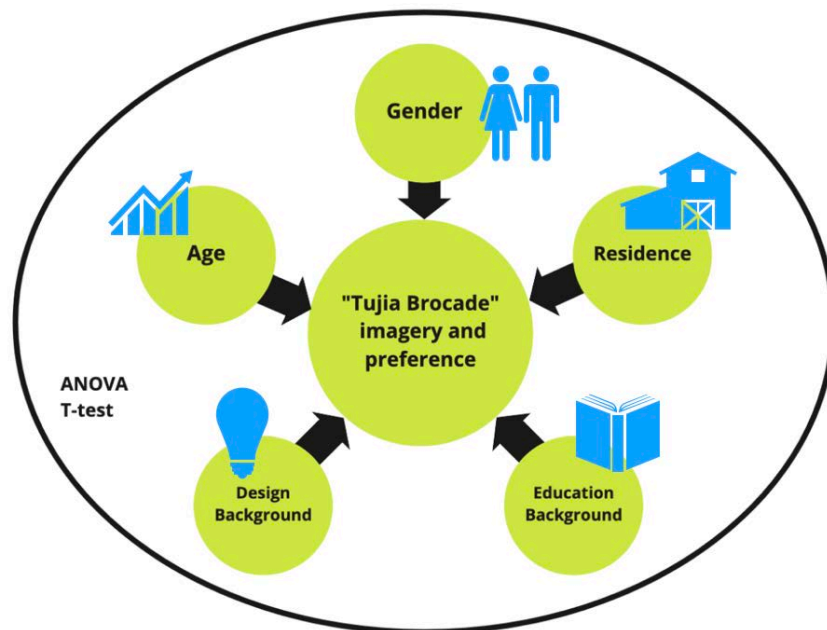 Gender
Age
Residence
"Tujia Brocade"
imagery and
preference
ANOVA
T-test
Design
Background
Education
Background